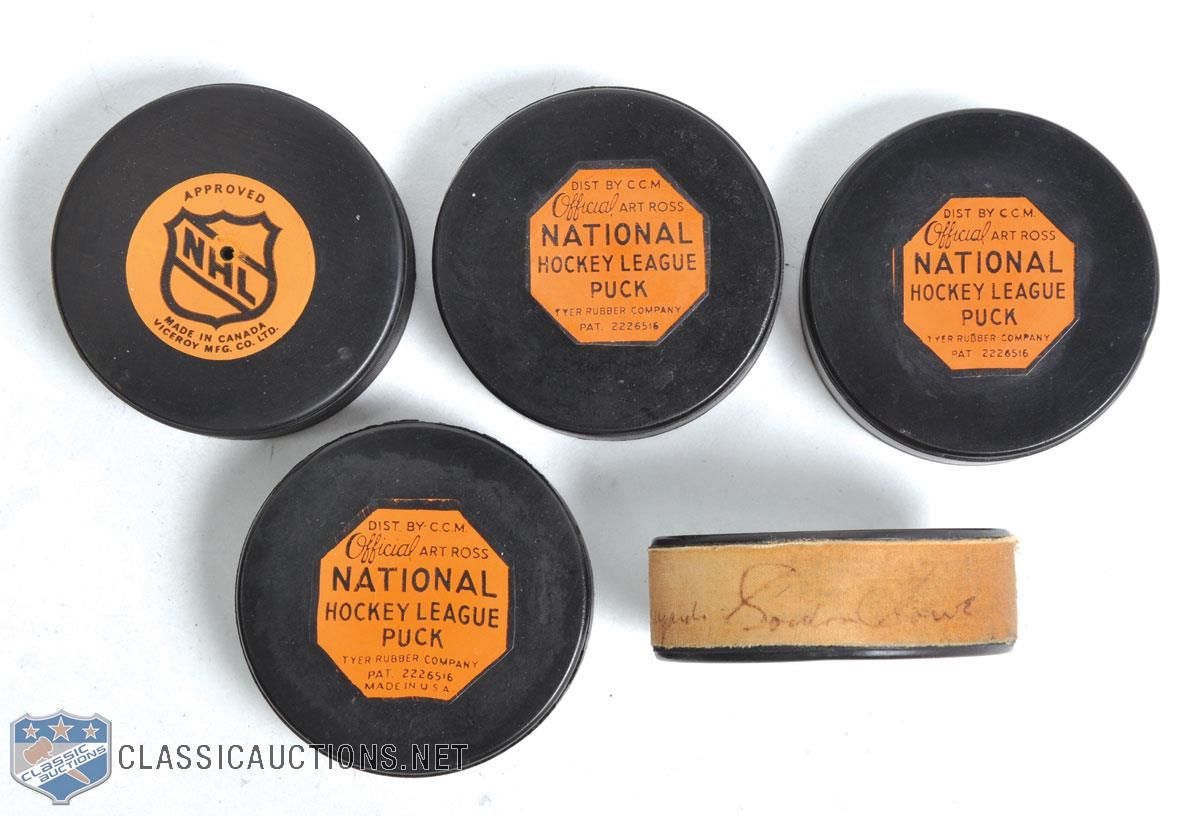 APPROVED
NHL
MADE IN CANADA
VICEROY MFG. CO. LTD.
DIST BY C.C.M
Official ART ROSS
NATIONAL
HOCKEY LEAGUE
PUCK
TYER RUBBER COMPANY
PAT. 2226516
DIST BY C.C.M.
Official ART ROSS
NATIONAL
HOCKEY LEAGUE
PUCK
TYER RUBBER COMPANY
PAT 2226516
DIST. BY C.C.M.
Official ART ROSS
NATIONAL
HOCKEY LEAGUE
PUCK
TYER RUBBER COMPANY
PAT. 2226516
MADE IN U.S.A.
Gordon Howe
CLASSIC
AUCTIONS
CLASSICAUCTIONS.NET